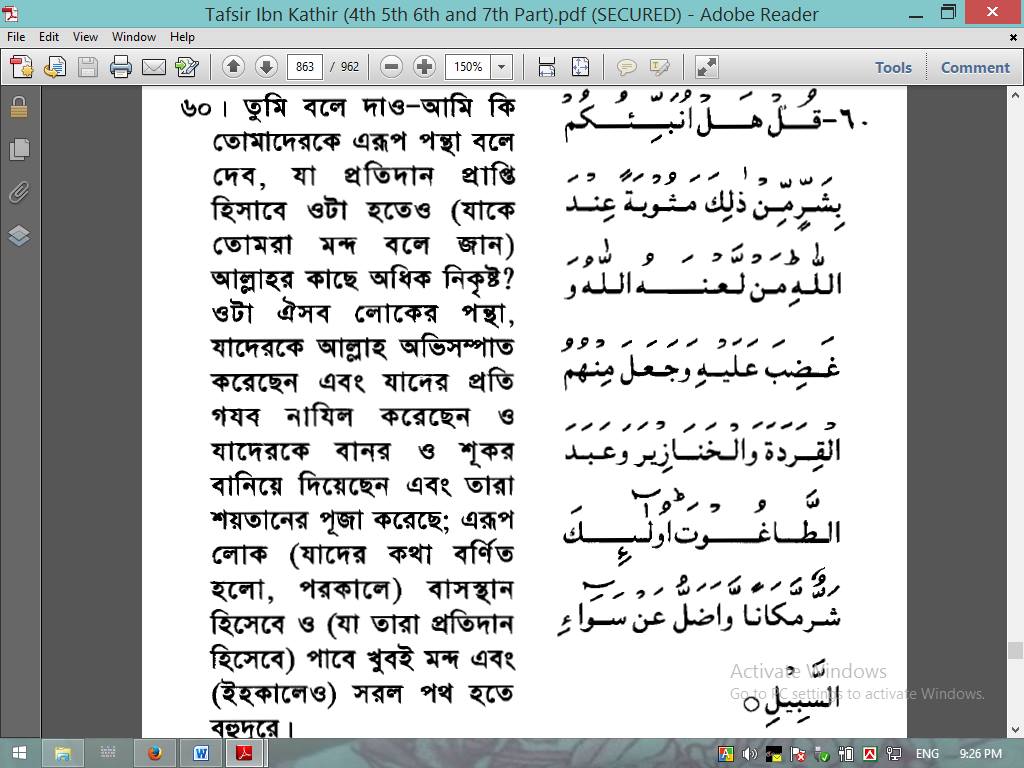 Tafsir Ibn Kathir (4th 5th 6th and 7th Part).pdf (SECURED) - Adobe Reader
File Edit View Window Help
863 / 962 150% Tools Comment
৬০। তুমি বলে দাও-আমি কি
তোমাদেরকে এরূপ পন্থা বলে
দেব, যা প্রতিদান প্রাপ্তি
হিসাবে ওটা হতেও (যাকে
তোমরা মন্দ বলে জান)
আল্লাহর কাছে অধিক নিকৃষ্ট?
ওটা ঐসব লোকের পন্থা,
যাদেরকে আল্লাহ অভিসম্পাত
করেছেন এবং যাদের প্রতি
গযব নাযিল করেছেন ও
যাদেরকে বানর ও শূকর
বানিয়ে দিয়েছেন এবং তারা
শয়তানের পূজা করেছে; এরূপ
লোক (যাদের কথা বর্ণিত
হলো, পরকালে) বাসস্থান
হিসেবে ও (যা তারা প্রতিদান
হিসেবে) পাবে খুবই মন্দ এবং
(ইহকালেও) সরল পথ হতে
বহুদূরে।
٦٠- قُلْ هَلْ اُنَبِّئُكُمْ
بِشَرٍّ مِّنْ ذٰلِكَ مَثُوْبَةً عِنْدَ
اللّٰهِ مَنْ لَّعَنَهُ اللّٰهُ وَ
غَضِبَ عَلَيْهِ وَجَعَلَ مِنْهُمُ
الْقِرَدَةَ وَالْخَنَازِيْرَ وَعَبَدَ
الطَّاغُوْتَ اُولٰٓئِكَ
شَرٌّ مَّكَانًا وَّاَضَلُّ عَنْ سَوَآءِ
السَّبِيْلِ ○
Activate Windows
Go to PC settings to activate Windows.
ENG 9:26 PM